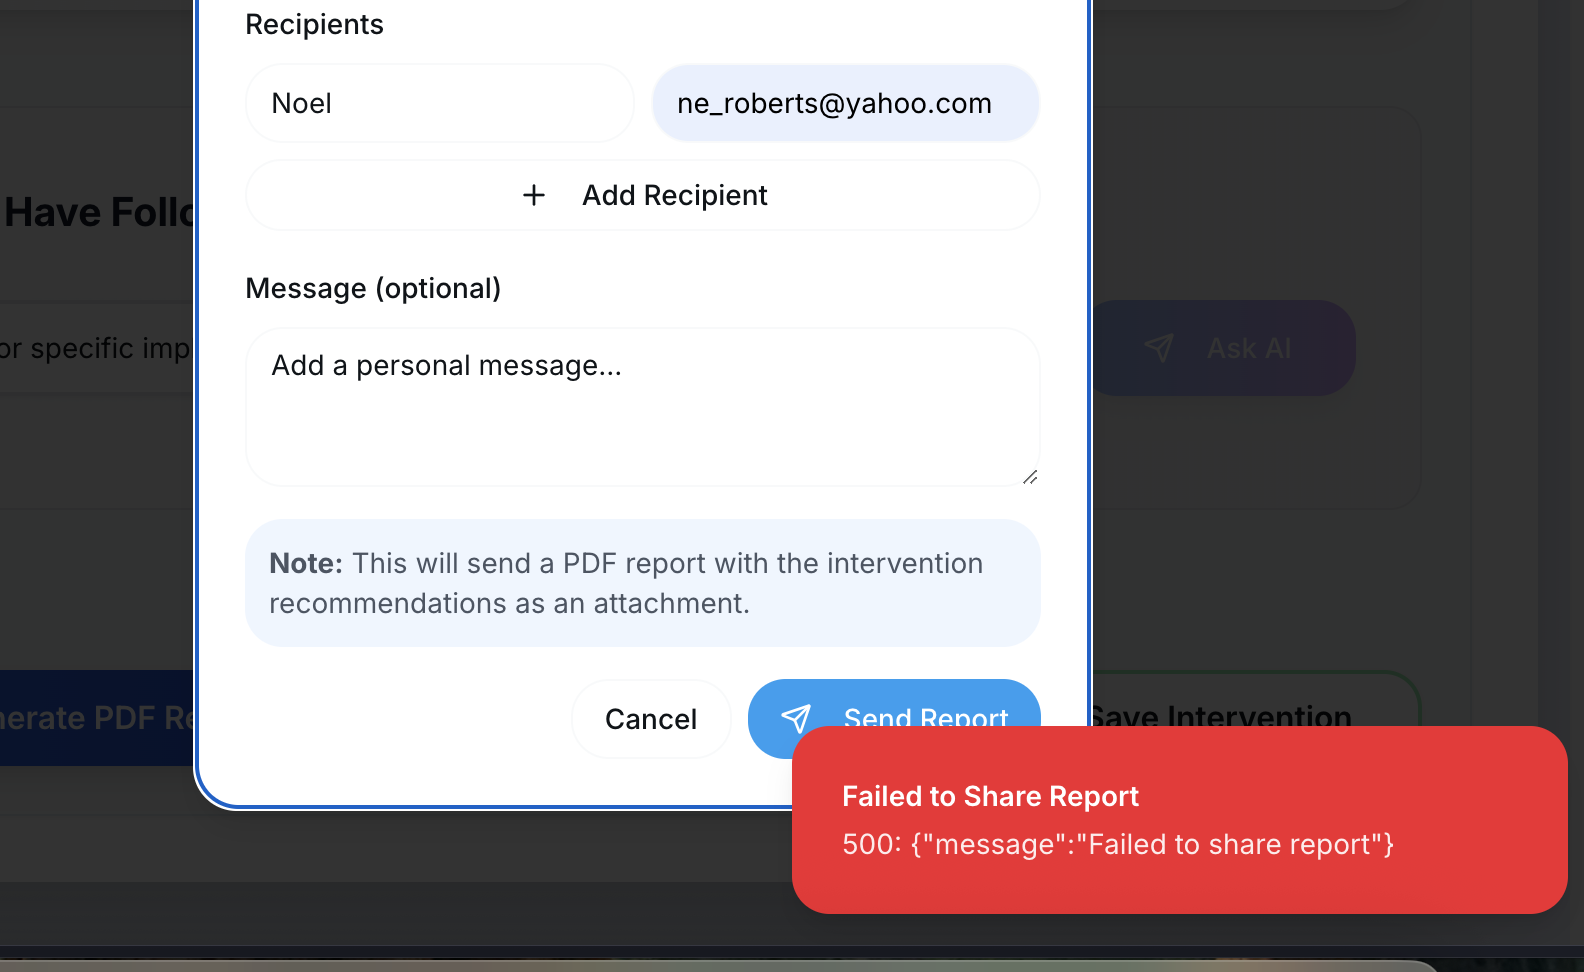 Recipients
Noel
ne_roberts@yahoo.com
Add Recipient
Have Follo
Message (optional)
or specific imp
Add a personal message...
Ask AI
Note: This will send a PDF report with the intervention
recommendations as an attachment.
nerate PDF Re
Cancel
Send Report
Save Intervention
Failed to Share Report
500: {"message":"Failed to share report"}